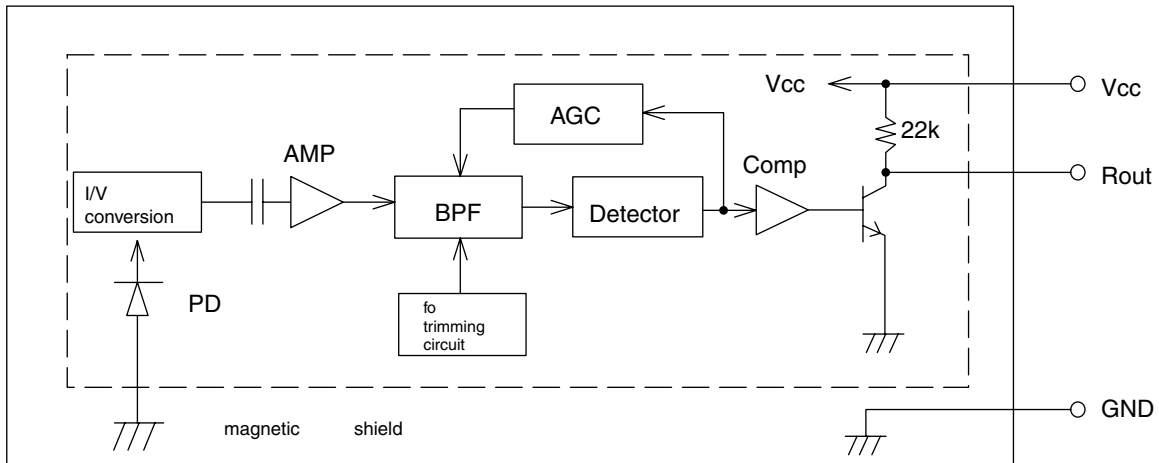 Vcc
Vcc
AGC
22k
AMP
Comp
Rout
I/V
conversion
BPF
Detector
PD
fo
trimming
circuit
GND
magnetic shield